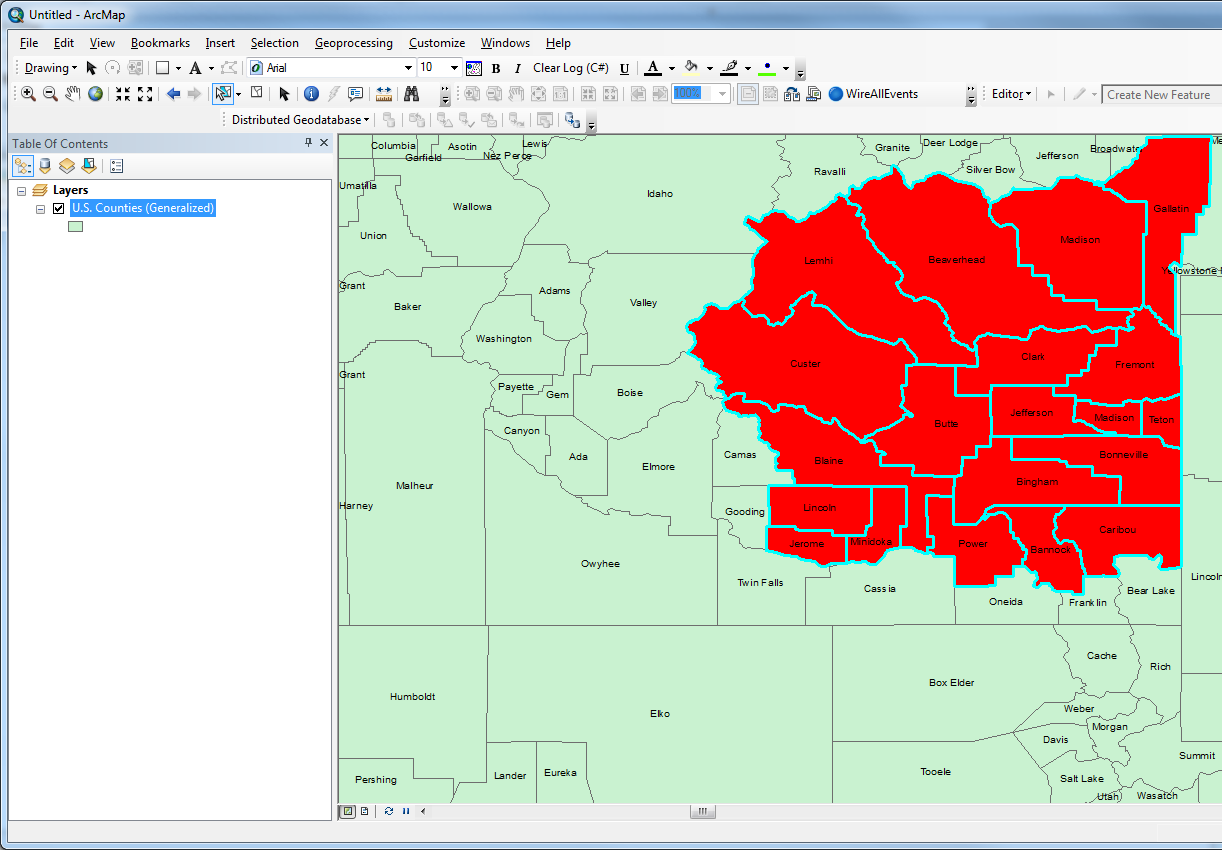 Untitled - ArcMap
File Edit View Bookmarks Insert Selection Geoprocessing Customize Windows Help
Drawing A Arial 10 B I Clear Log (C#) U A
100% WireAllEvents Editor Create New Feature
Distributed Geodatabase
Table Of Contents
Layers
U.S. Counties (Generalized)
Columbia Asotin Lewis Granite Deer Lodge Broadwater
Garfield Nez Perce Jefferson
Umatilla Idaho Ravalli Silver Bow
Wallowa Gallatin
Union Madison
Lemhi Beaverhead
Grant Adams Yellowstone
Baker Valley
Washington
Clark
Grant Custer Fremont
Payette Gem Boise
Jefferson Madison Teton
Canyon Butte
Ada Elmore Camas Blaine Bonneville
Malheur Bingham
Harney Gooding Lincoln
Jerome Minidoka Power Bannock Caribou
Owyhee
Twin Falls Cassia Lincoln
Oneida Franklin Bear Lake
Cache Rich
Humboldt Box Elder
Elko Weber
Morgan
Davis
Summit
Pershing Lander Eureka Tooele Salt Lake
Utah Wasatch